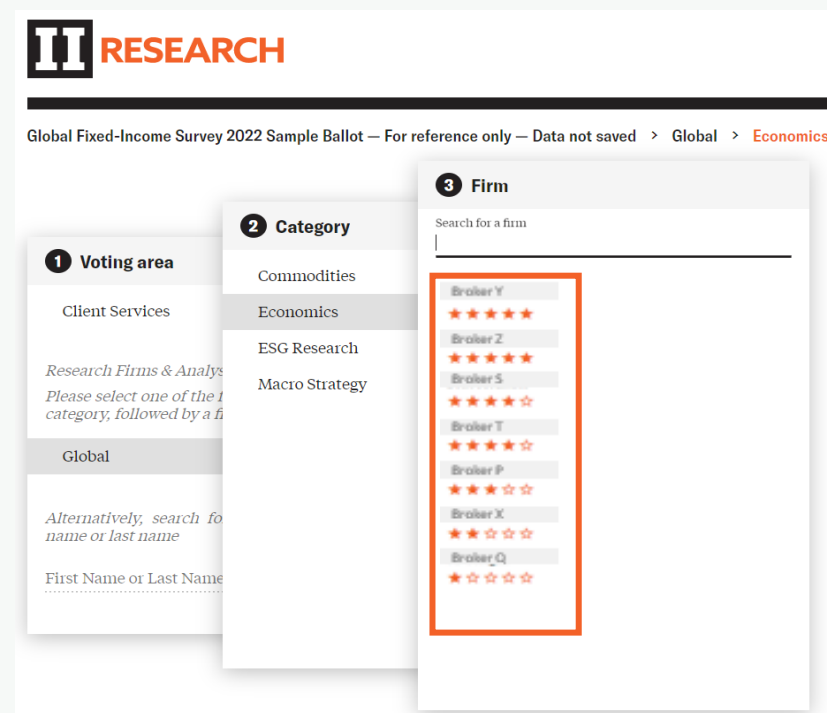 II RESEARCH
Global Fixed-Income Survey 2022 Sample Ballot — For reference only — Data not saved > Global > Economics
1 Voting area
Client Services
Research Firms & Analys
Please select one of the f
category, followed by a fi
Global
Alternatively, search fo
name or last name
First Name or Last Name
2 Category
Commodities
Economics
ESG Research
Macro Strategy
3 Firm
Search for a firm
Broker Y
★★★★★
Broker Z
★★★★★
Broker S
★★★★☆
Broker T
★★★★☆
Broker P
★★★☆☆
Broker X
★★☆☆☆
Broker Q
★☆☆☆☆